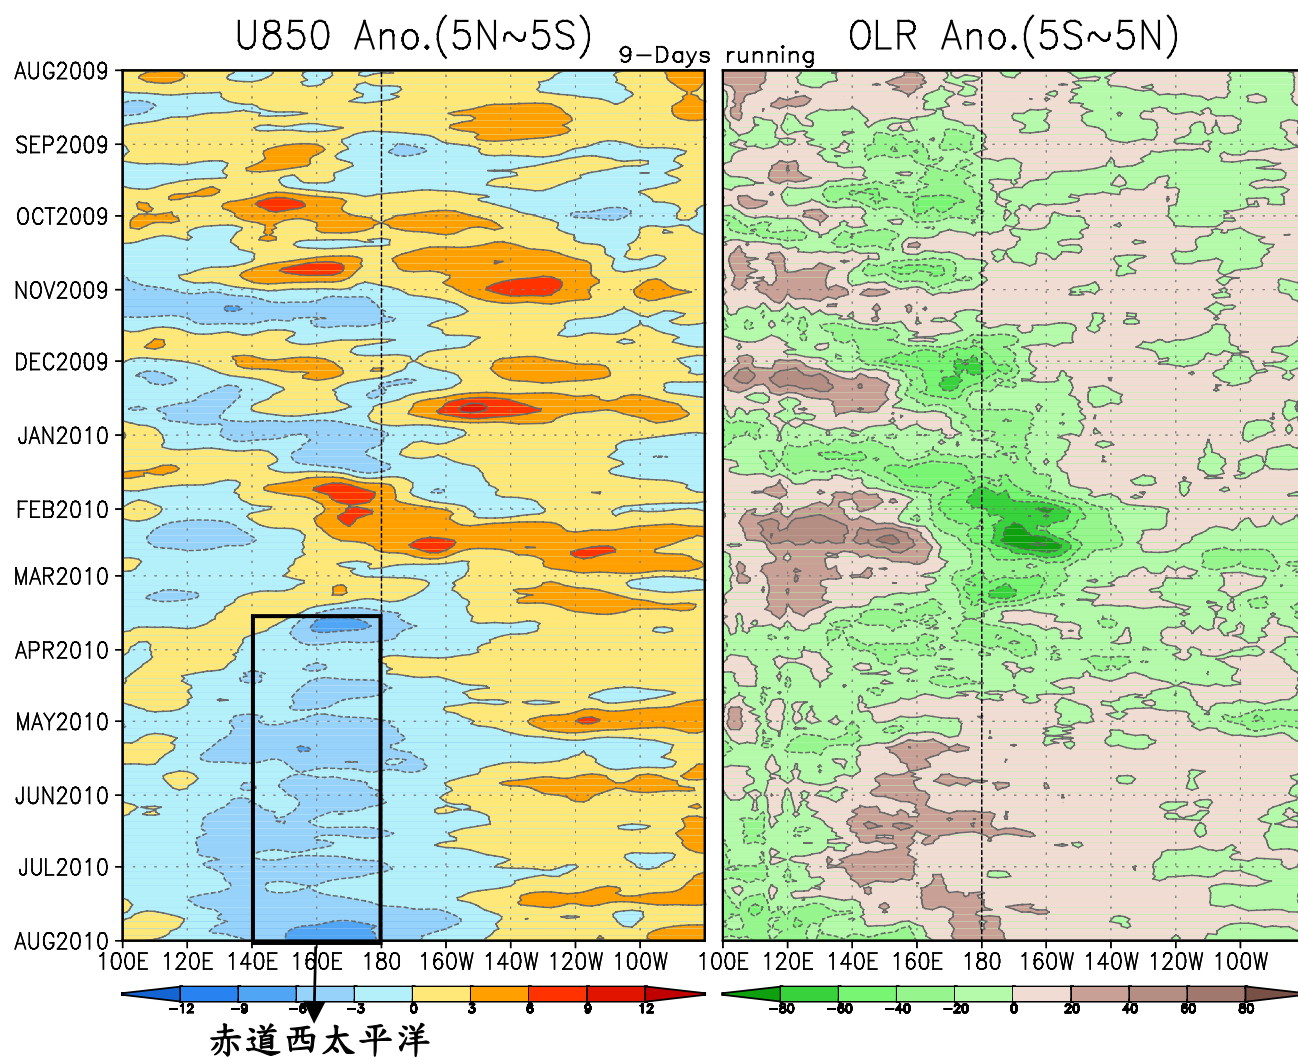 U850 Ano.(5N~5S)
9-Days running
OLR Ano.(5S~5N)
AUG2009
SEP2009
OCT2009
NOV2009
DEC2009
JAN2010
FEB2010
MAR2010
APR2010
MAY2010
JUN2010
JUL2010
AUG2010
100E 120E 140E 160E 180 160W 140W 120W 100W
100E 120E 140E 160E 180 160W 140W 120W 100W
-12 -9 -6 -3 0 3 6 9 12
-80 -60 -40 -20 0 20 40 60 80
赤道西太平洋